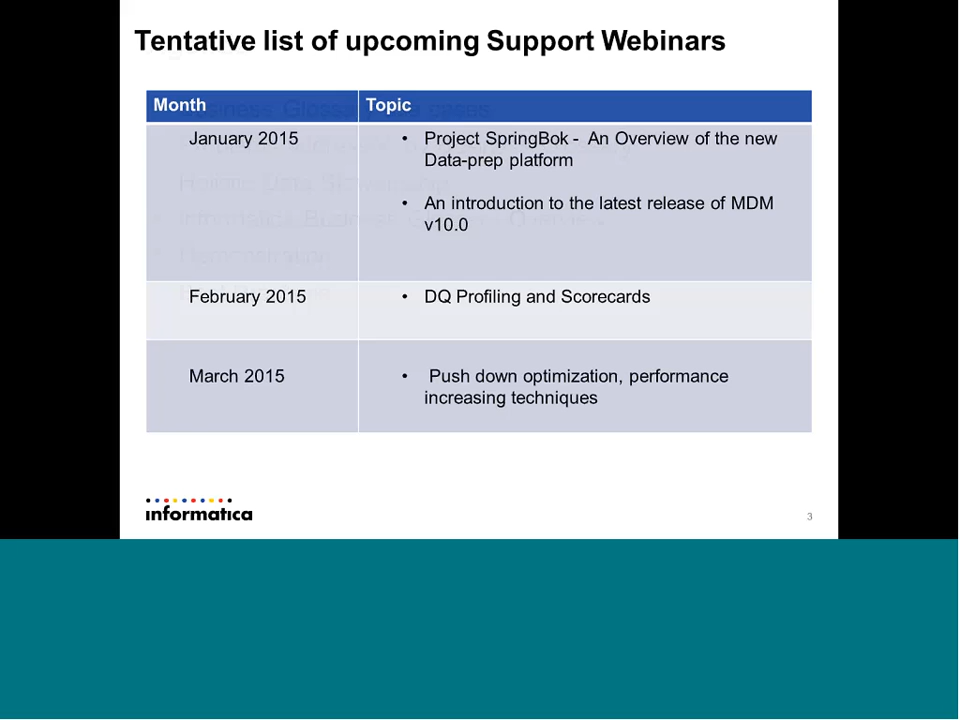 Tentative list of upcoming Support Webinars
Month Topic
January 2015 • Project SpringBok - An Overview of the new
Data-prep platform
• An introduction to the latest release of MDM
v10.0
February 2015 • DQ Profiling and Scorecards
March 2015 • Push down optimization, performance
increasing techniques
informatica
3